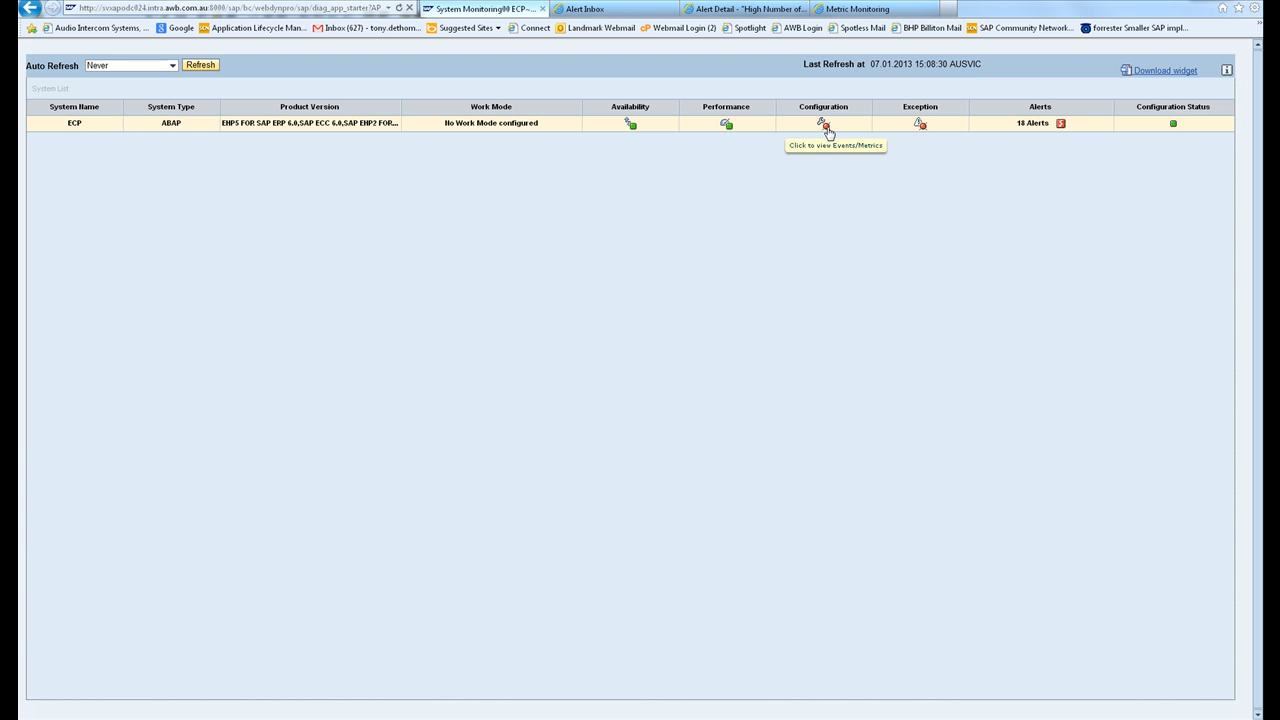 http://svxapodc024.intra.awb.com.au:8000/sap/bc/webdynpro/sap/diag_app_starter?AP
System Monitoring ECP~...
Alert Inbox
Alert Detail - "High Number of...
Metric Monitoring
Audio Intercom Systems, ...
Google
Application Lifecycle Man...
Inbox (627) - tony.dethom...
Suggested Sites
Connect
Landmark Webmail
cP Webmail Login (2)
Spotlight
AWB Login
Spotless Mail
BHP Billiton Mail
SAP Community Network...
forrester Smaller SAP impl...
Auto Refresh Never Refresh Last Refresh at 07.01.2013 15:08:30 AUSVIC Download widget
System List
System Name System Type Product Version Work Mode Availability Performance Configuration Exception Alerts Configuration Status
ECP ABAP EHP5 FOR SAP ERP 6.0,SAP ECC 6.0,SAP EHP2 FOR... No Work Mode configured 18 Alerts
Click to view Events/Metrics